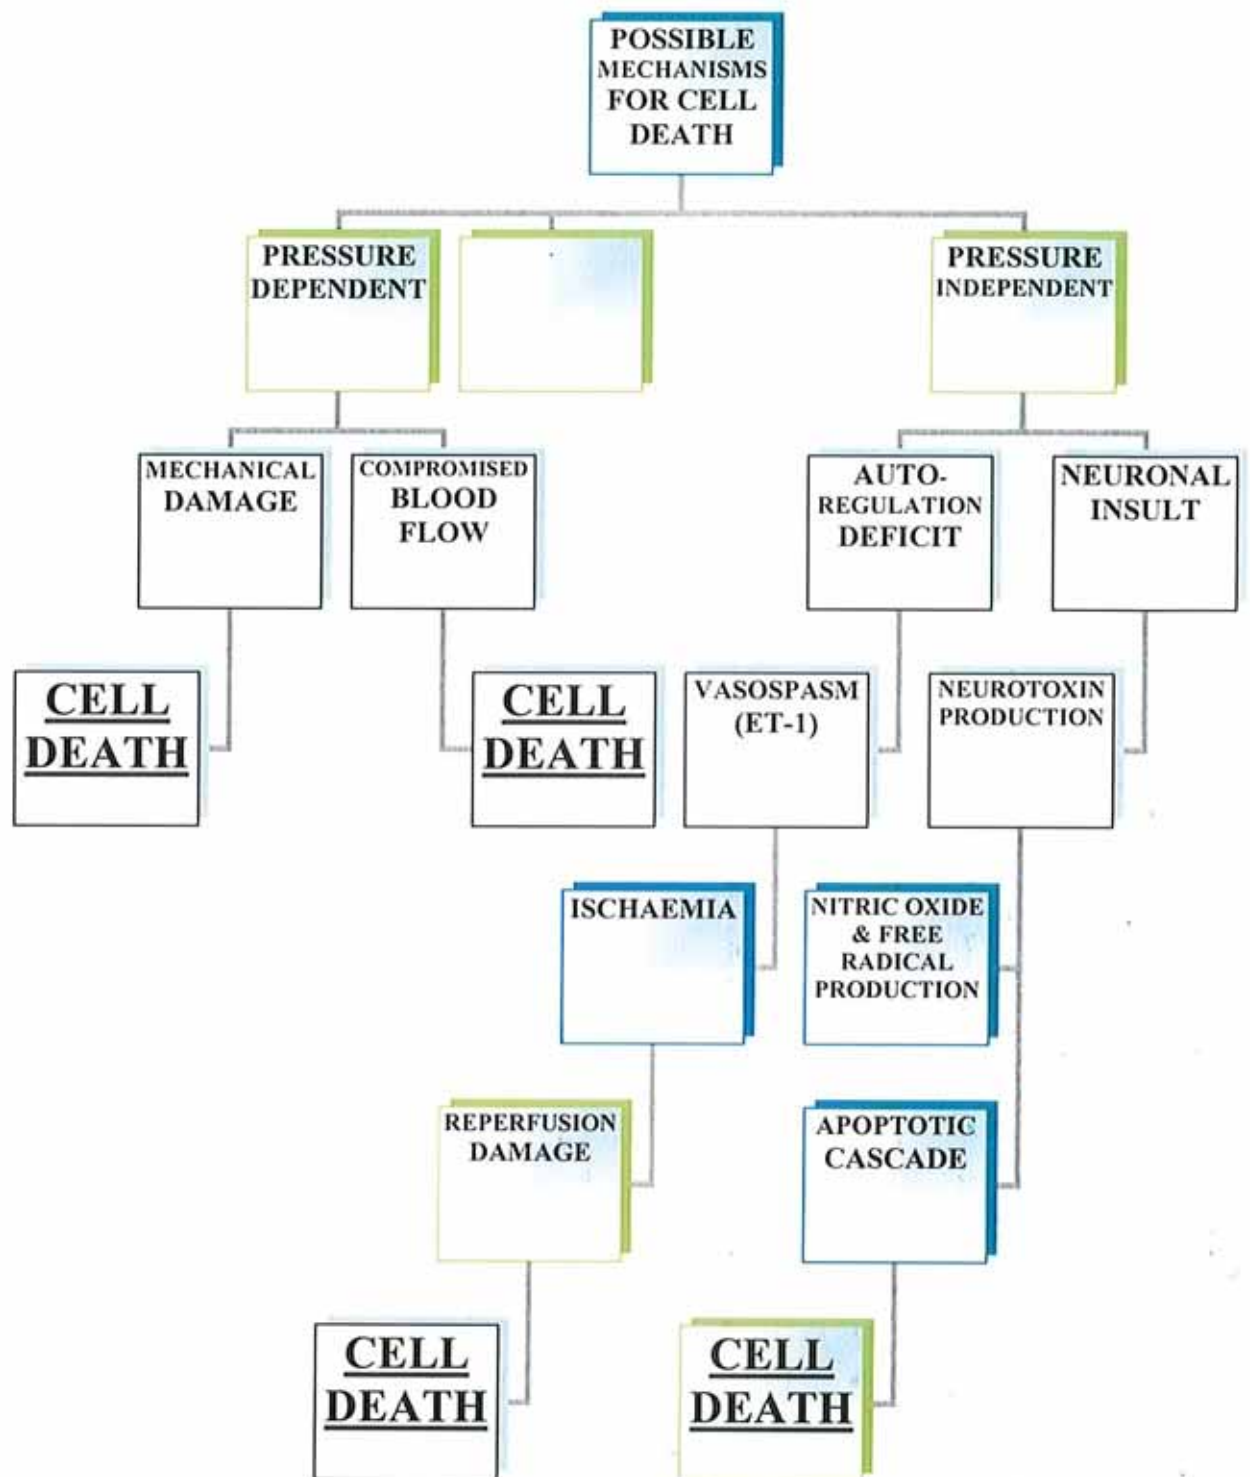 POSSIBLE
MECHANISMS
FOR CELL
DEATH
PRESSURE
DEPENDENT
PRESSURE
INDEPENDENT
MECHANICAL
DAMAGE
COMPROMISED
BLOOD
FLOW
AUTO-
REGULATION
DEFICIT
NEURONAL
INSULT
CELL
DEATH
CELL
DEATH
VASOSPASM
(ET-1)
NEUROTOXIN
PRODUCTION
ISCHAEMIA
NITRIC OXIDE
& FREE
RADICAL
PRODUCTION
REPERFUSION
DAMAGE
APOPTOTIC
CASCADE
CELL
DEATH
CELL
DEATH